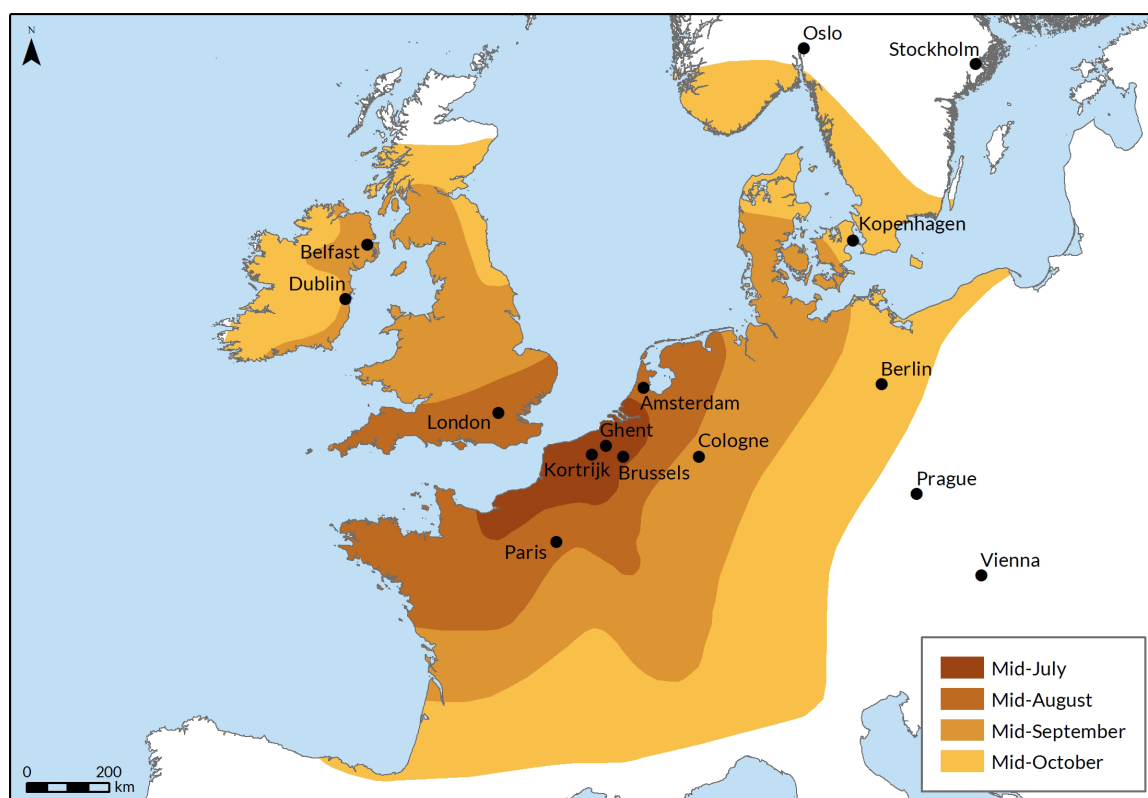 N
Oslo
Stockholm
Kopenhagen
Belfast
Dublin
Berlin
Amsterdam
London
Ghent
Cologne
Kortrijk
Brussels
Prague
Paris
Vienna
Mid-July
Mid-August
Mid-September
Mid-October
0 200
km